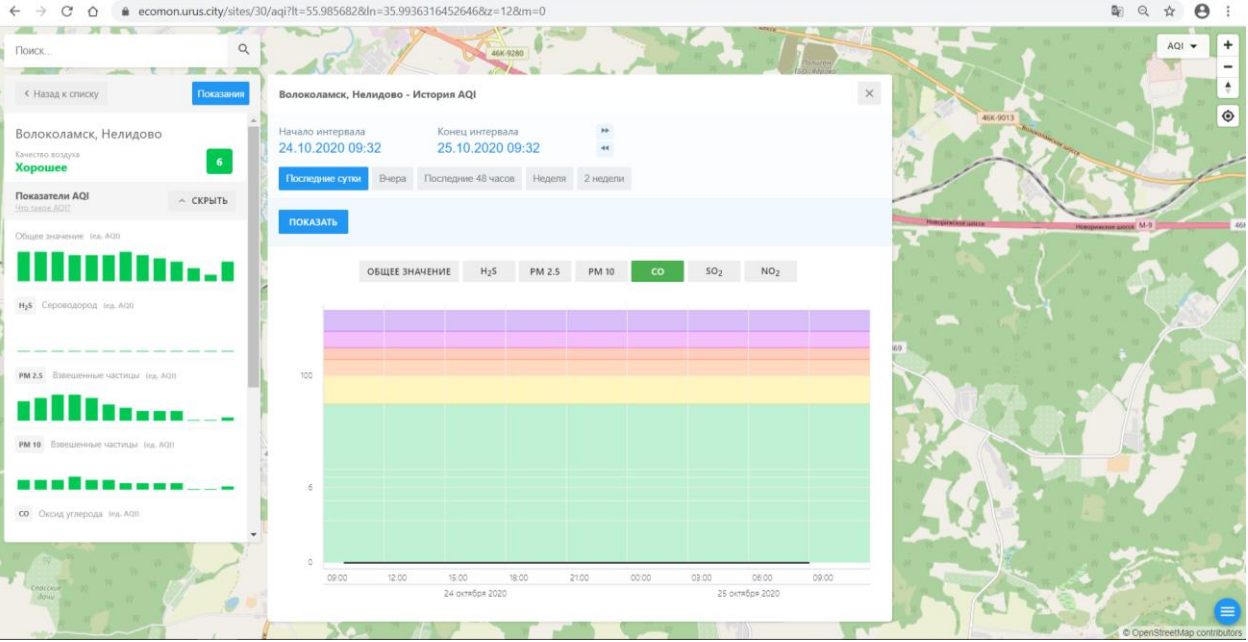 ecomon.urus.city/sites/30/aqi?lt=55.985682&ln=35.9936316452646&z=12&m=0
Поиск...
46К-9280
AQI
Назад к списку
Показания
Волоколамск, Нелидово - История AQI
×
46К-9013
Волоколамск, Нелидово
Качество воздуха
Хорошее
6
Начало интервала
Конец интервала
24.10.2020 09:32
25.10.2020 09:32
Последние сутки
Вчера
Последние 48 часов
Неделя
2 недели
Показатели AQI
Что такое AQI?
СКРЫТЬ
ПОКАЗАТЬ
Новорижское шоссе
Новорижское шоссе
М-9
46К
Общее значение (ед. AQI)
ОБЩЕЕ ЗНАЧЕНИЕ
H₂S
PM 2.5
PM 10
CO
SO₂
NO₂
H₂S Сероводород (ед. AQI)
PM 2.5 Взвешенные частицы (ед. AQI)
PM 10 Взвешенные частицы (ед. AQI)
CO Оксид углерода (ед. AQI)
100
6
0
09:00
12:00
15:00
18:00
21:00
00:00
03:00
06:00
09:00
24 октября 2020
25 октября 2020
Спасские
дачи
© OpenStreetMap contributors